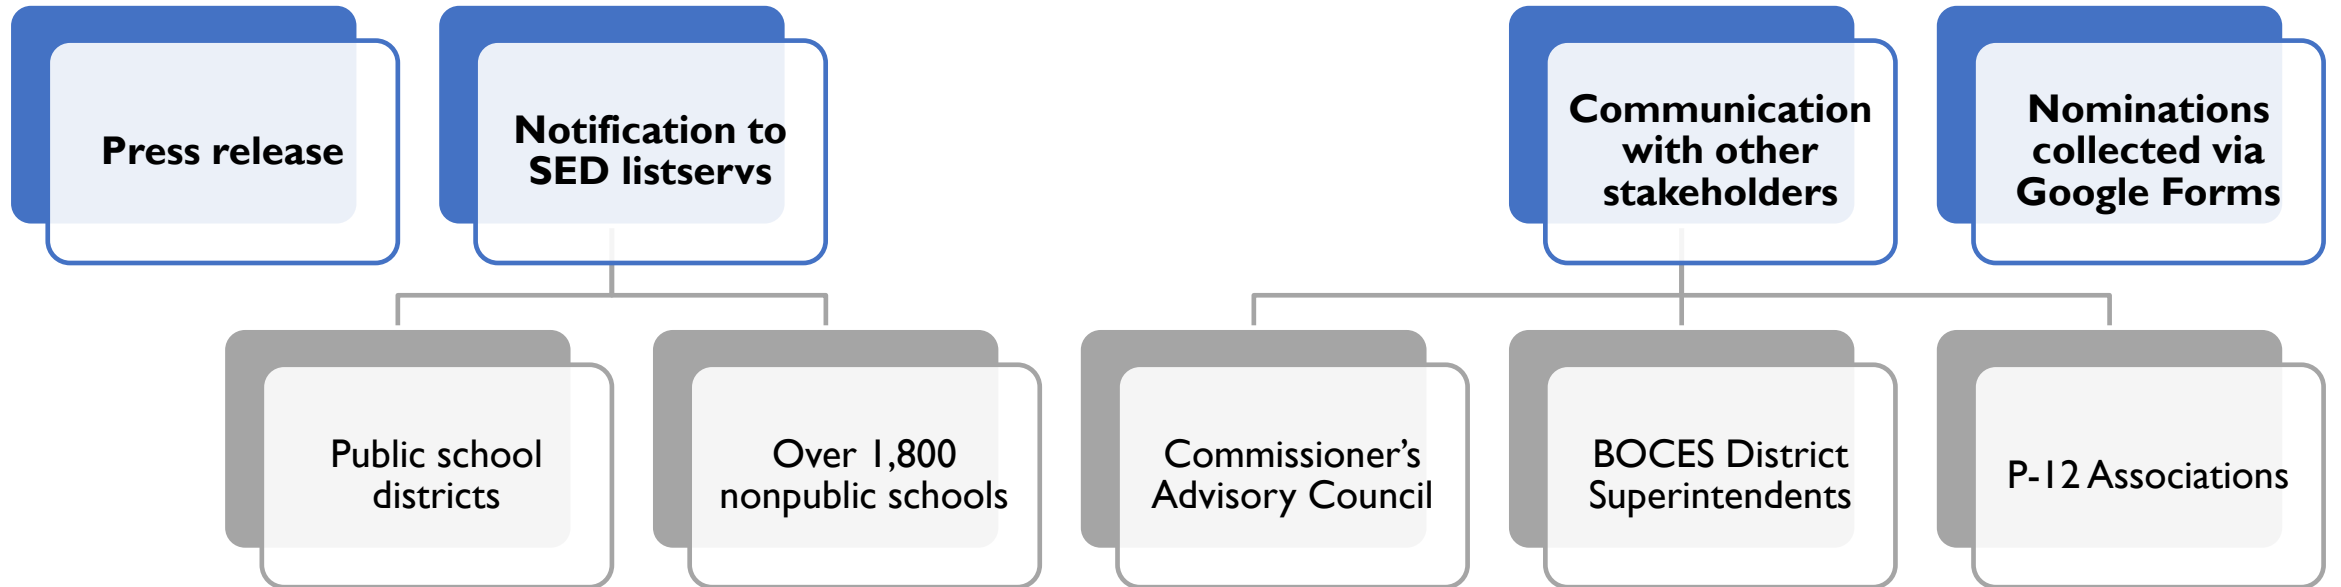 Press release
Notification to
SED listservs
Communication
with other
stakeholders
Nominations
collected via
Google Forms
Public school
districts
Over 1,800
nonpublic schools
Commissioner’s
Advisory Council
BOCES District
Superintendents
P-12 Associations